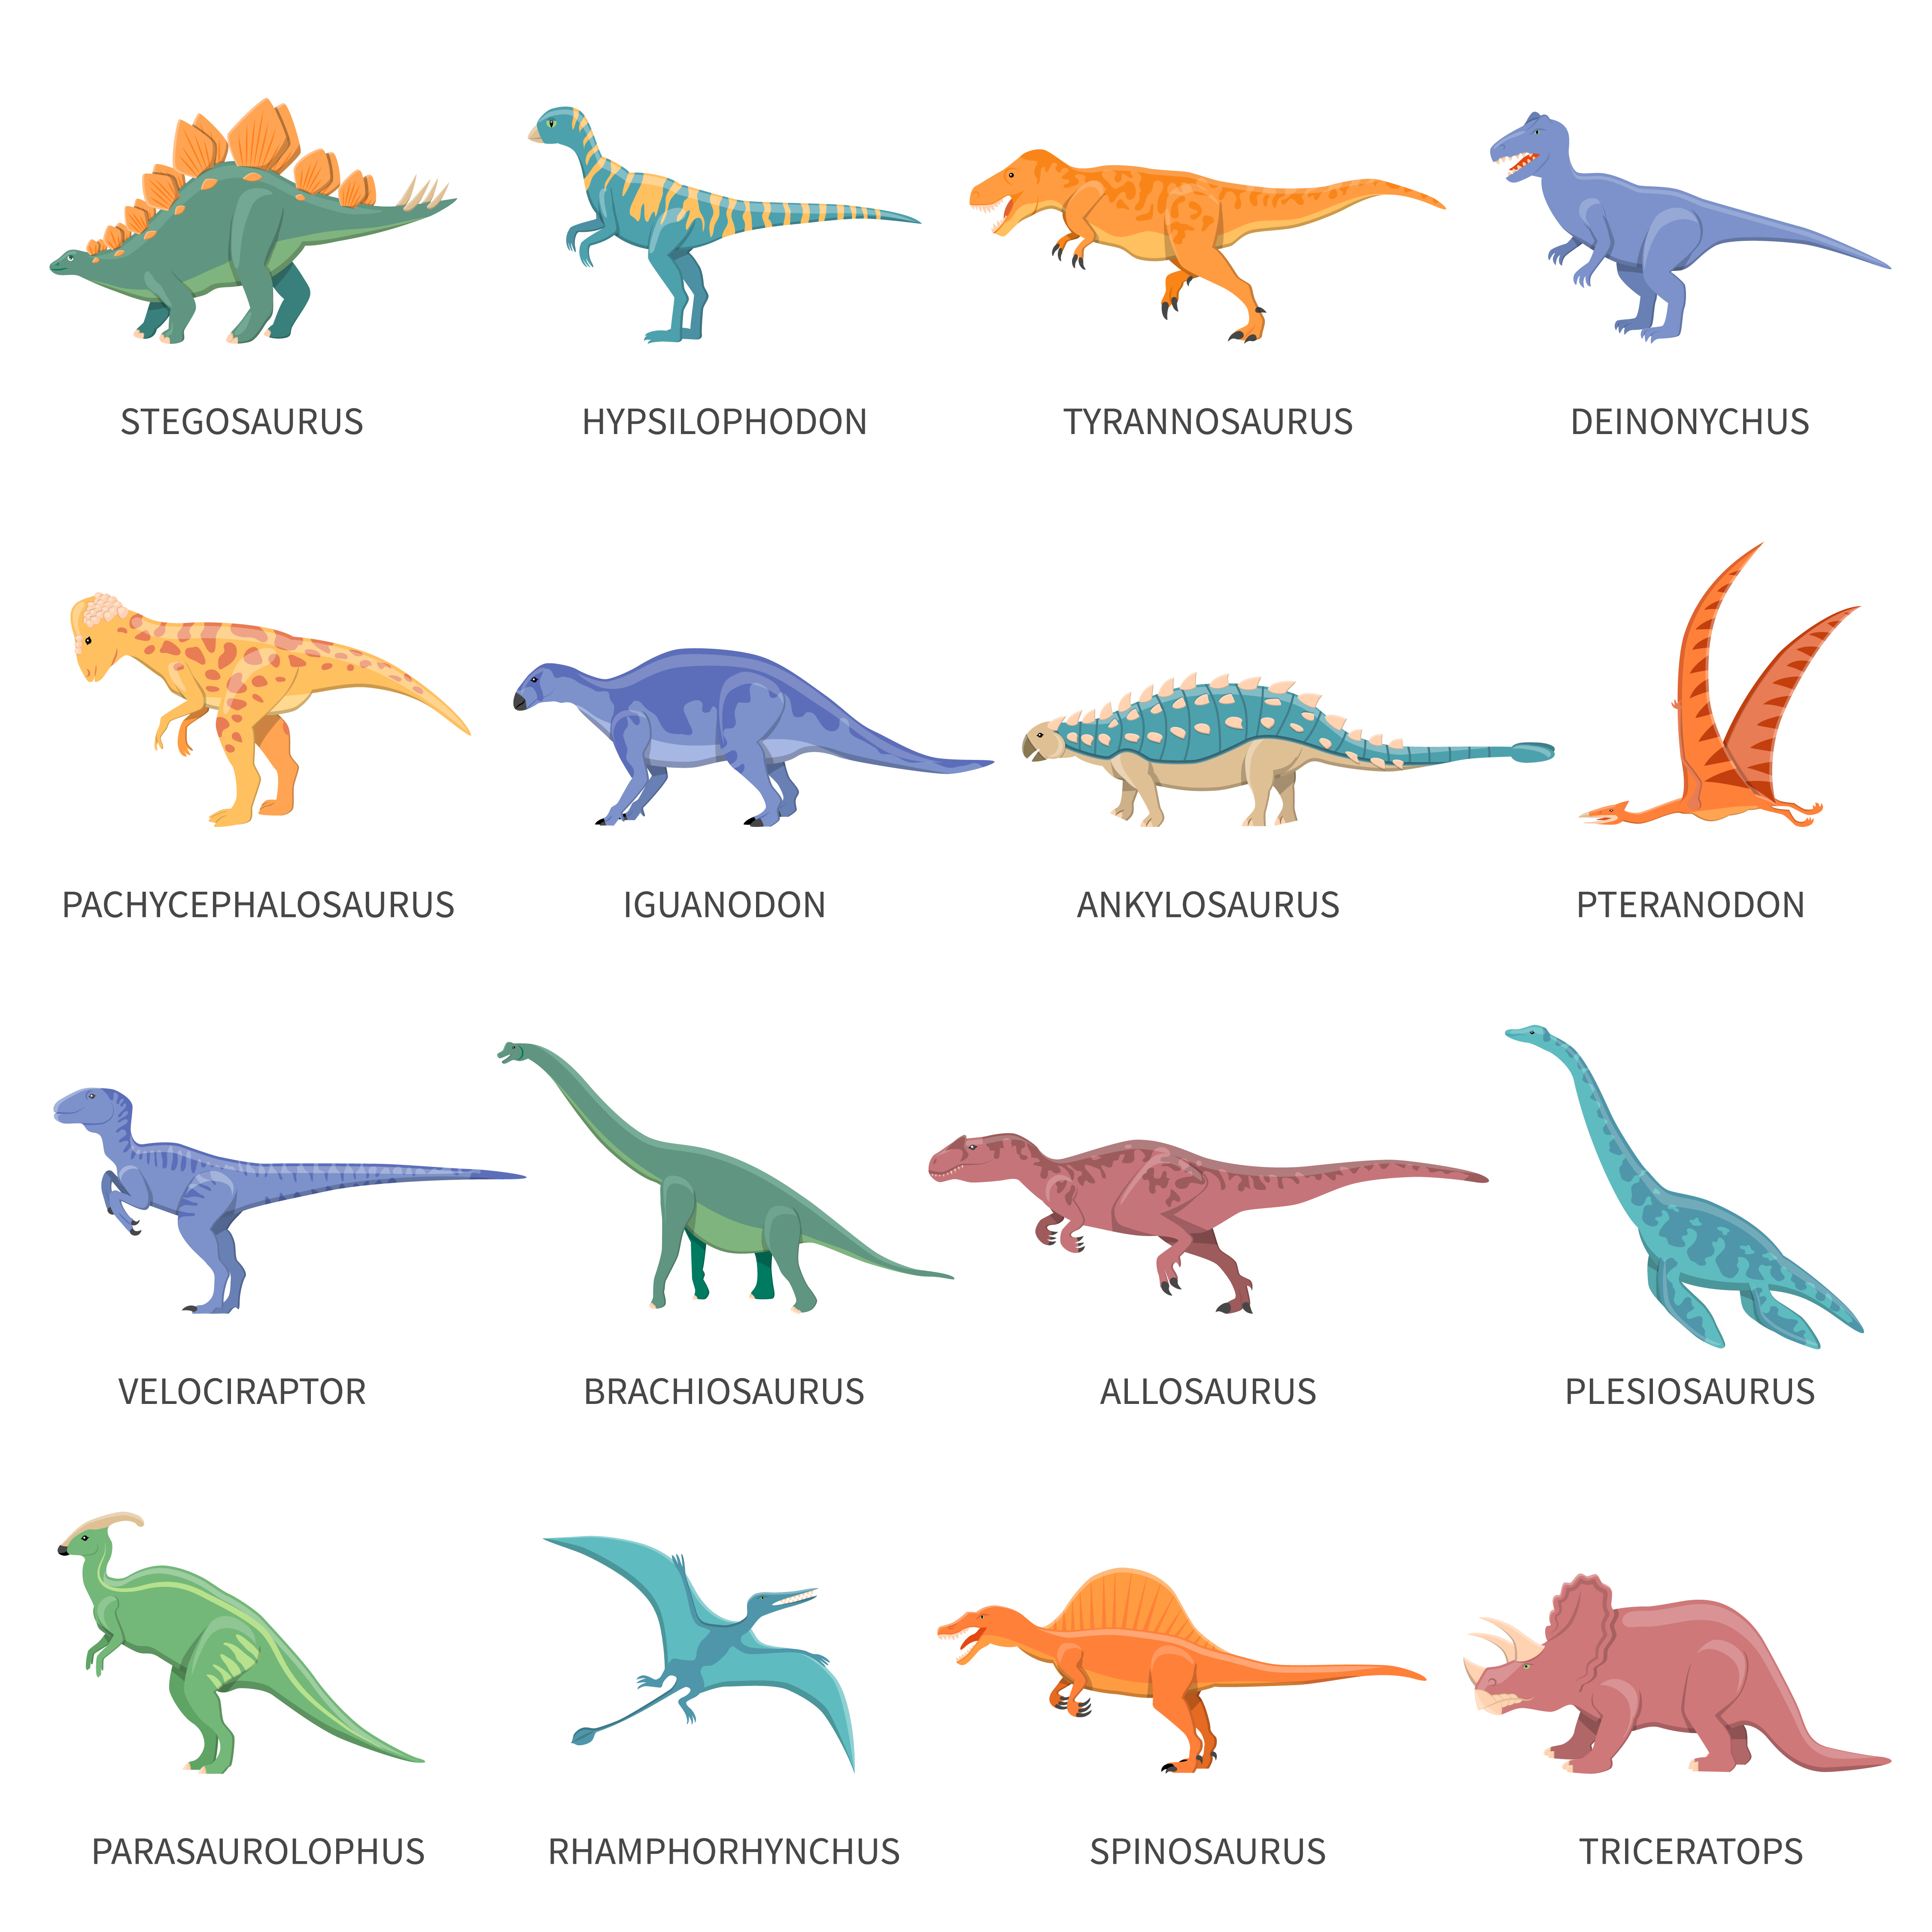 STEGOSAURUS
HYPSILOPHODON
TYRANNOSAURUS
DEINONYCHUS
PACHYCEPHALOSAURUS
IGUANODON
ANKYLOSAURUS
PTERANODON
VELOCIRAPTOR
BRACHIOSAURUS
ALLOSAURUS
PLESIOSAURUS
PARASAUROLOPHUS
RHAMPHORHYNCHUS
SPINOSAURUS
TRICERATOPS